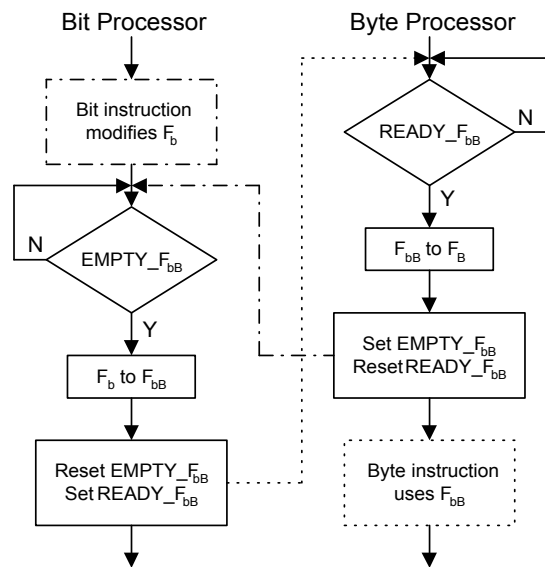 Bit Processor
Bit instruction
modifies F_b
N
EMPTY_F_bB
Y
F_b to F_bB
Reset EMPTY_F_bB
Set READY_F_bB
Byte Processor
READY_F_bB
N
Y
F_bB to F_B
Set EMPTY_F_bB
Reset READY_F_bB
Byte instruction
uses F_bB